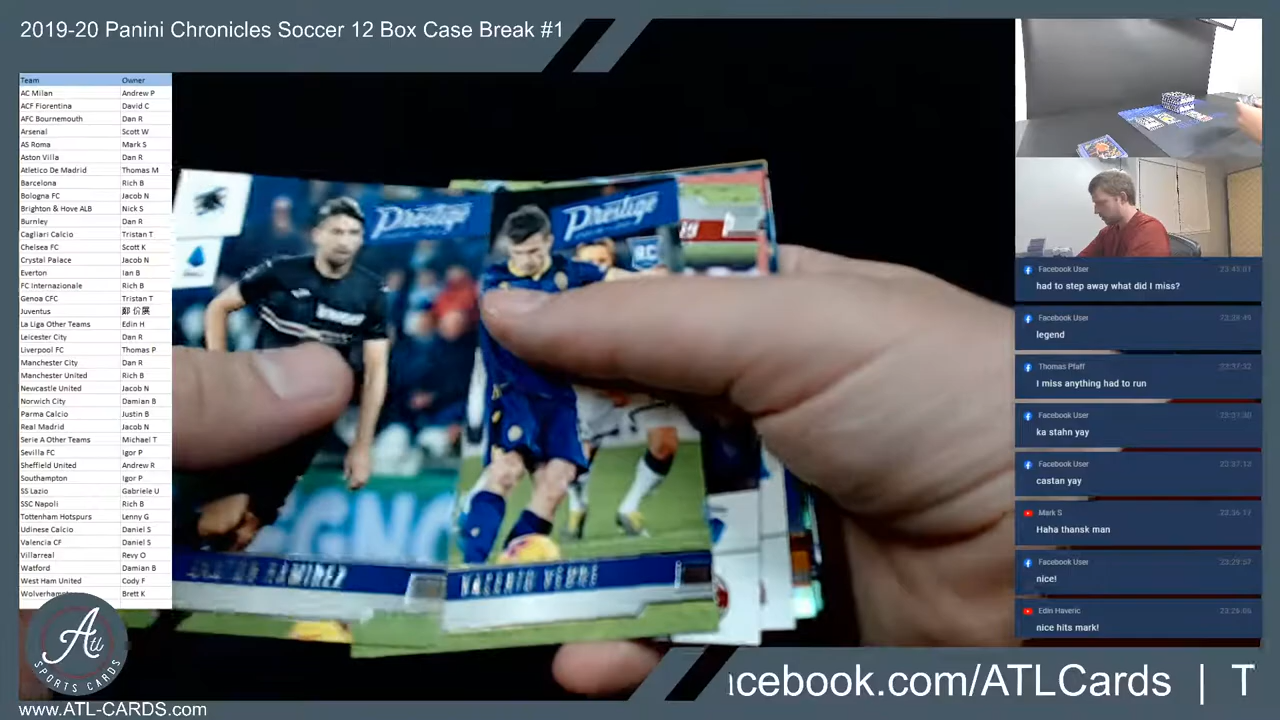 2019-20 Panini Chronicles Soccer 12 Box Case Break #1
Team Owner
AC Milan Andrew P
ACF Fiorentina David C
AFC Bournemouth Dan R
Arsenal Scott W
AS Roma Mark S
Aston Villa Dan R
Atletico De Madrid Thomas M
Barcelona Rich B
Bologna FC Jacob N
Brighton & Hove ALB Nick S
Burnley Dan R
Cagliari Calcio Tristan T
Chelsea FC Scott K
Crystal Palace Jacob N
Everton Ian B
FC Internazionale Rich B
Genoa CFC Tristan T
Juventus 鄭 价展
La Liga Other Teams Edin H
Leicester City Dan R
Liverpool FC Thomas P
Manchester City Dan R
Manchester United Rich B
Newcastle United Jacob N
Norwich City Damian B
Parma Calcio Justin B
Real Madrid Jacob N
Serie A Other Teams Michael T
Sevilla FC Igor P
Sheffield United Andrew R
Southampton Igor P
SS Lazio Gabriele U
SSC Napoli Rich B
Tottenham Hotspurs Lenny G
Udinese Calcio Daniel S
Valencia CF Daniel S
Villarreal Revy O
Watford Damian B
West Ham United Cody F
Wolverhamp Brett K
Prestige
Prestige
RC
RAMIREZ
VALERIO VERRE
Facebook User
had to step away what did I miss?
Facebook User
legend
Thomas Pfaff
I miss anything had to run
Facebook User
ka stahn yay
Facebook User
castan yay
Mark S
Haha thansk man
Facebook User
nice!
Edin Haveric
nice hits mark!
Atl
SPORTS CARDS
www.ATL-CARDS.com
acebook.com/ATLCards | T